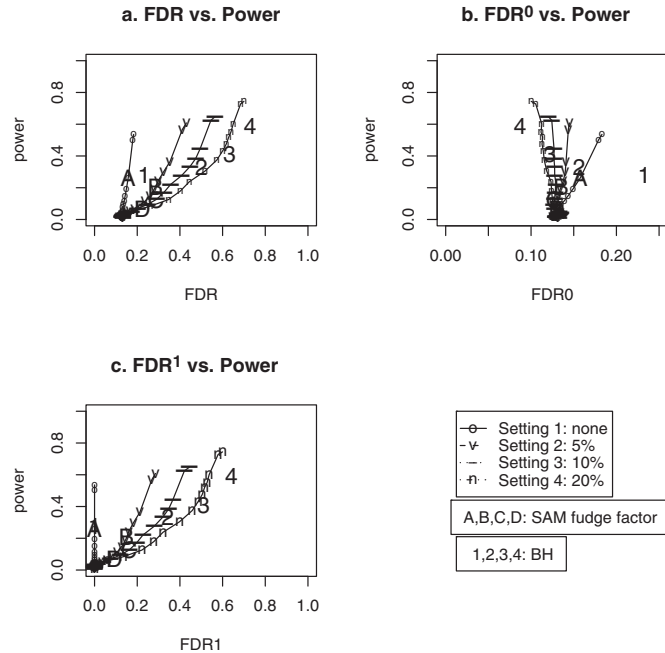 a. FDR vs. Power
b. FDR⁰ vs. Power
power
0.0
0.4
0.8
A
1
B
2
C
3
D
4
0.0 0.2 0.4 0.6 0.8 1.0
FDR
power
0.0
0.4
0.8
4
3
2
B
A
1
0.00 0.10 0.20
FDR0
c. FDR¹ vs. Power
power
0.0
0.4
0.8
A
1
B
2
C
3
D
4
0.0 0.2 0.4 0.6 0.8 1.0
FDR1
Setting 1: none
Setting 2: 5%
Setting 3: 10%
Setting 4: 20%
A,B,C,D: SAM fudge factor
1,2,3,4: BH